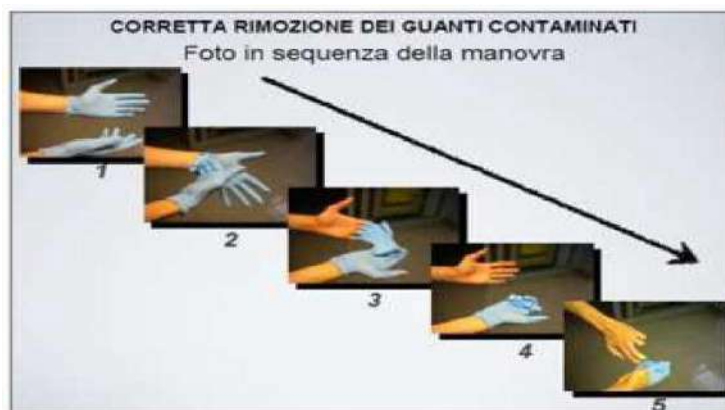 CORRETTA RIMOZIONE DEI GUANTI CONTAMINATI
Foto in sequenza della manovra
1
2
3
4
5